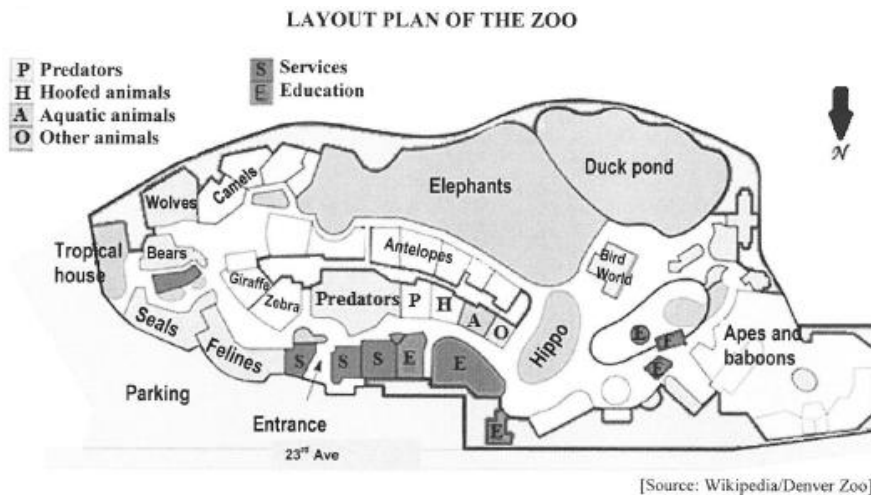 LAYOUT PLAN OF THE ZOO
P Predators
H Hoofed animals
A Aquatic animals
O Other animals
S Services
E Education
N
Duck pond
Elephants
Wolves
Camels
Tropical
house
Bears
Antelopes
Bird
World
Giraffe
Zebra
Predators
P
H
A
O
Seals
Felines
Hippo
Apes and
baboons
S
S
S
E
E
E
E
E
E
Parking
Entrance
23rd Ave
[Source: Wikipedia/Denver Zoo]